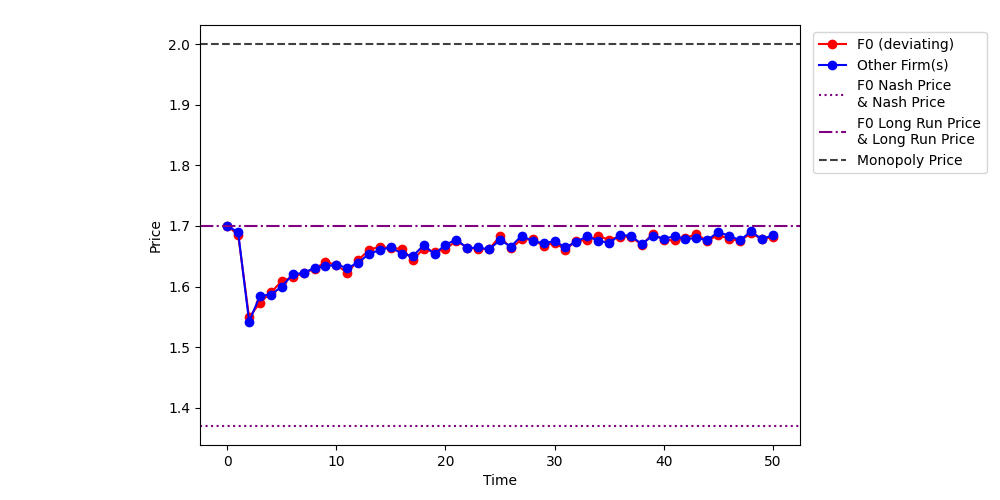 2.0
1.9
1.8
1.7
1.6
1.5
1.4
Price
0
10
20
30
40
50
Time
F0 (deviating)
Other Firm(s)
F0 Nash Price
& Nash Price
F0 Long Run Price
& Long Run Price
Monopoly Price